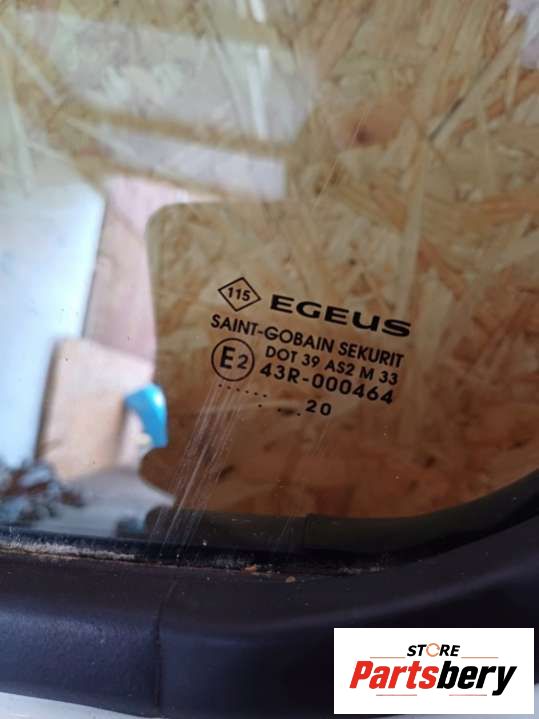 115 EGEUS
SAINT-GOBAIN SEKURIT
DOT 39 AS2 M 33
E2 43R-000464
...... . ...20
STORE
Partsbery